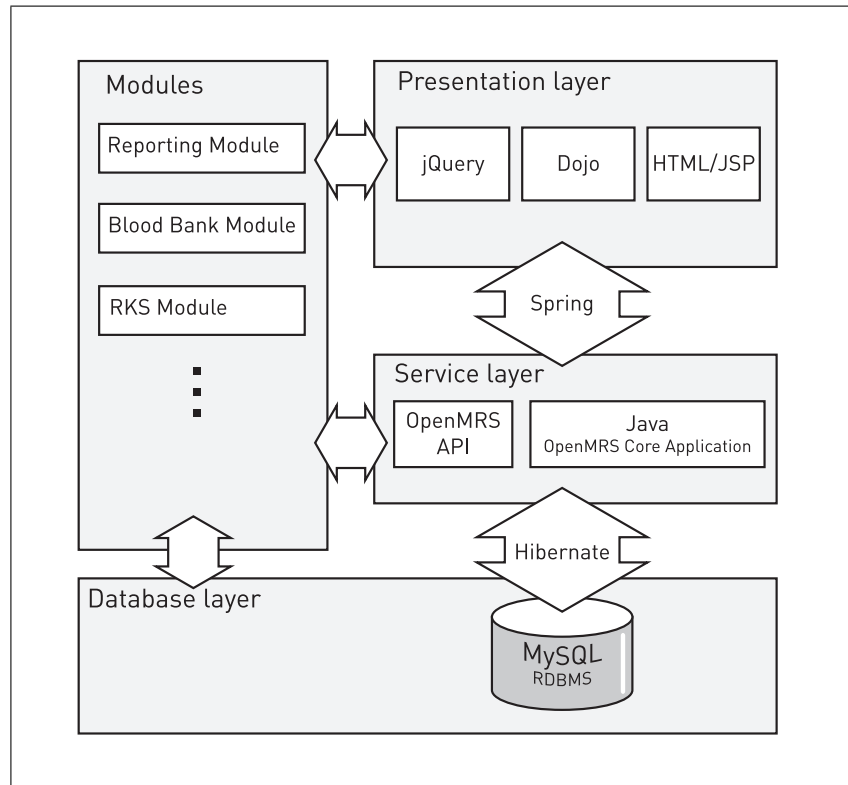 Modules
Reporting Module
Blood Bank Module
RKS Module
Presentation layer
jQuery
Dojo
HTML/JSP
Spring
Service layer
OpenMRS
API
Java
OpenMRS Core Application
Hibernate
Database layer
MySQL
RDBMS